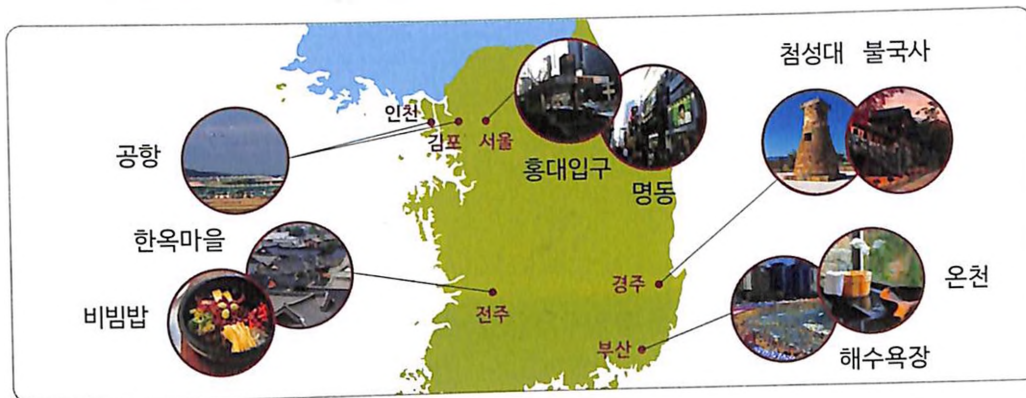 첨성대 불국사
인천
김포 서울
공항
홍대입구
명동
한옥마을
비빔밥
전주
경주
온천
부산
해수욕장